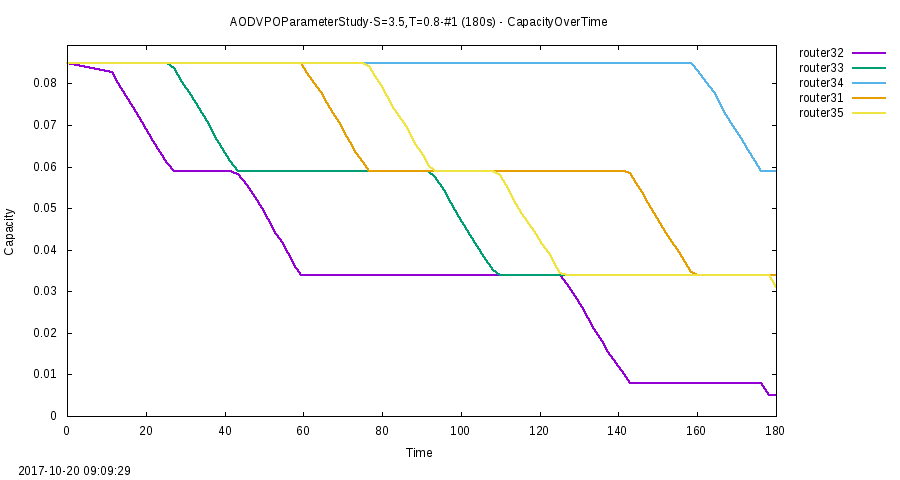 AODVPOParameterStudy-S=3.5,T=0.8-#1 (180s) - CapacityOverTime
router32
router33
router34
router31
router35
0.08
0.07
0.06
0.05
0.04
0.03
0.02
0.01
0
Capacity
0 20 40 60 80 100 120 140 160 180
Time
2017-10-20 09:09:29